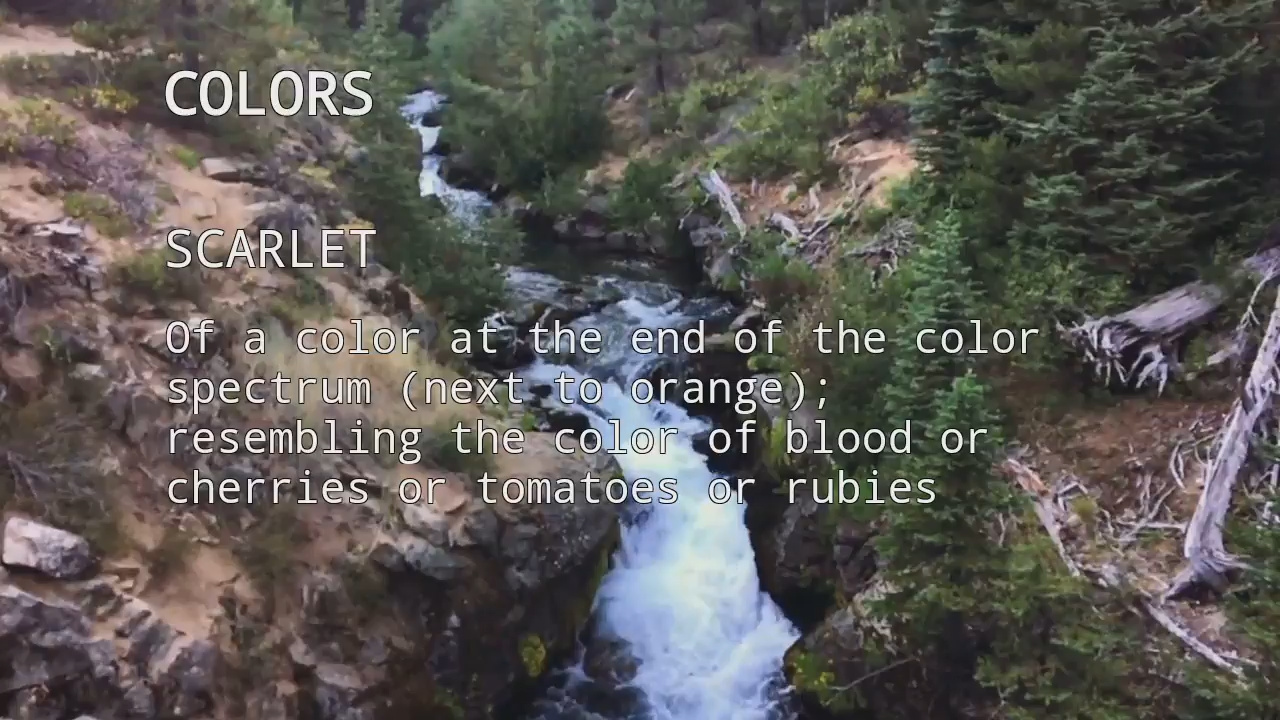 COLORS
SCARLET
Of a color at the end of the color
spectrum (next to orange);
resembling the color of blood or
cherries or tomatoes or rubies